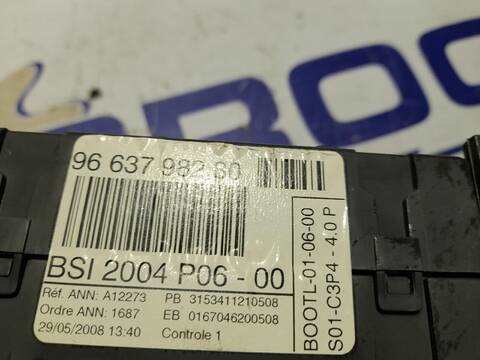 ROC
96 637 982 80
BSI 2004 P06 - 00
Réf. ANN: A12273 PB 3153411210508
Ordre ANN: 1687 EB 0167046200508
29/05/2008 13:40 Controle 1
BOOTL-01-06-00
S01-C3P4 - 4.0 P